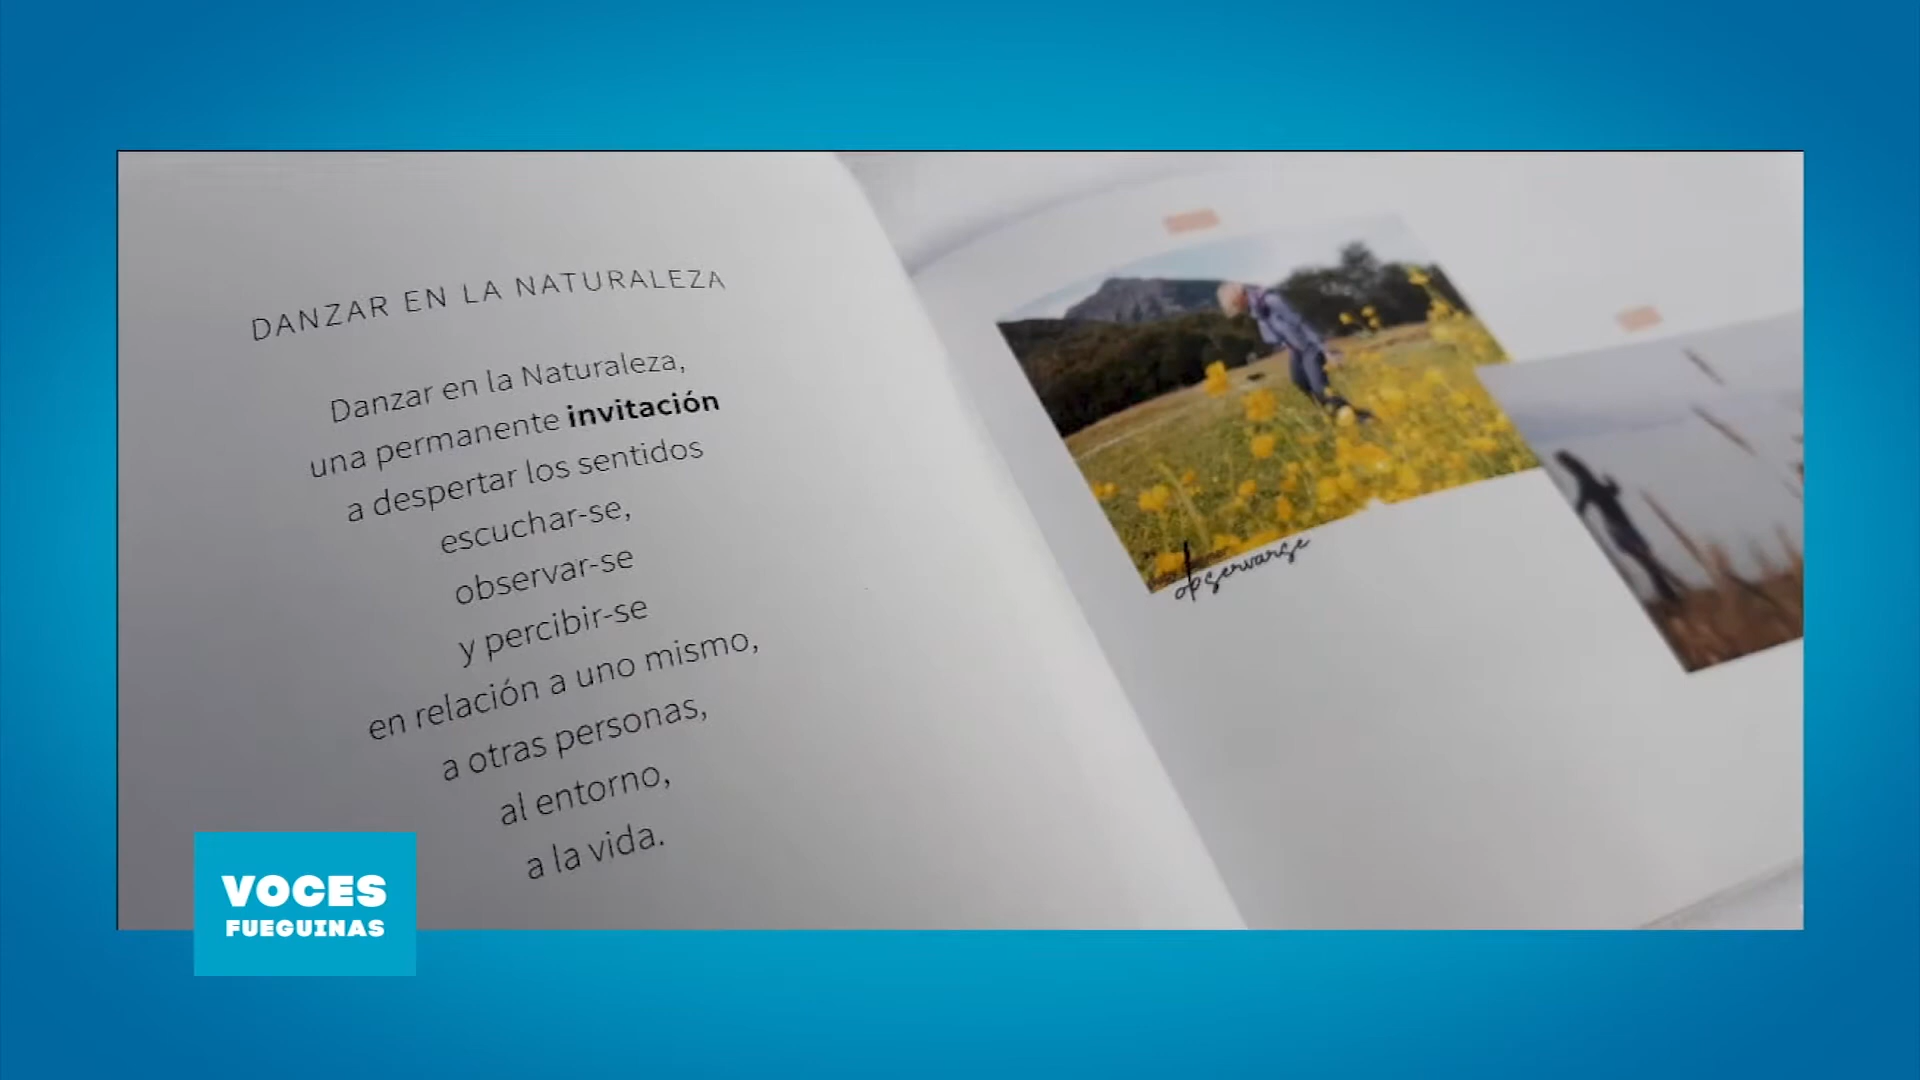 DANZAR EN LA NATURALEZA
Danzar en la Naturaleza,
una permanente invitación
a despertar los sentidos
escuchar-se,
observar-se
y percibir-se
en relación a uno mismo,
a otras personas,
al entorno,
a la vida.
observarse
VOCES
FUEGUINAS